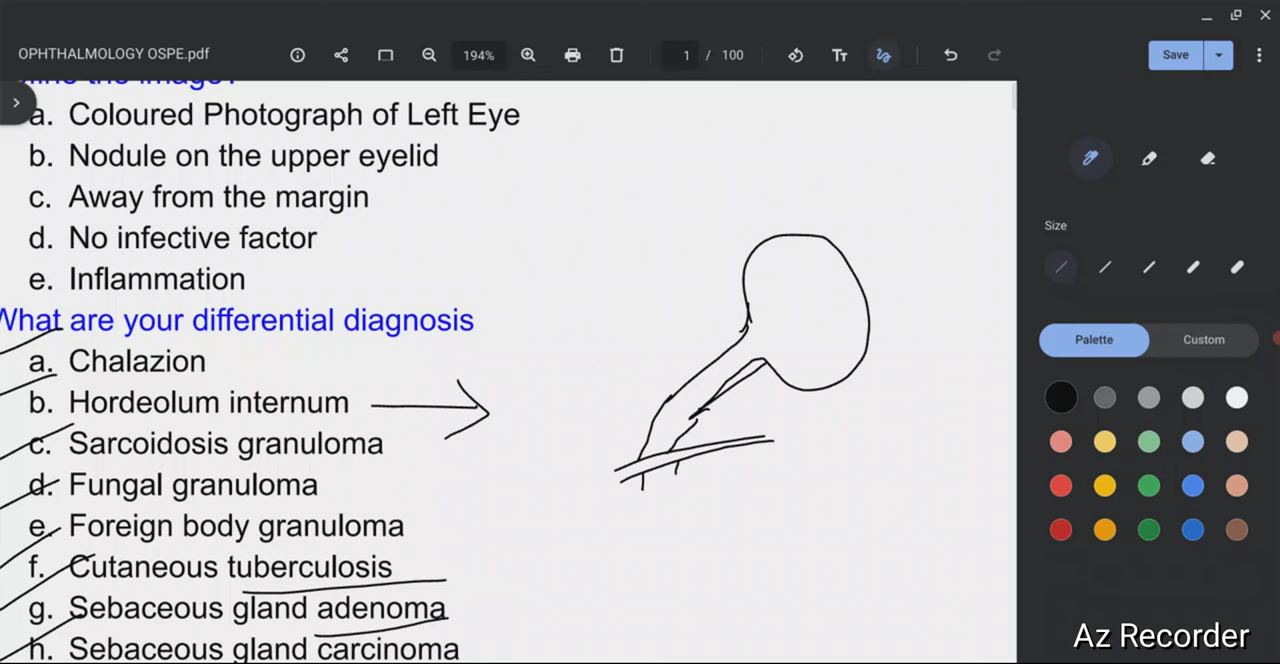 OPHTHALMOLOGY OSPE.pdf
194%
1 / 100
Save
the image?
a. Coloured Photograph of Left Eye
b. Nodule on the upper eyelid
c. Away from the margin
d. No infective factor
e. Inflammation
What are your differential diagnosis
a. Chalazion
b. Hordeolum internum
c. Sarcoidosis granuloma
d. Fungal granuloma
e. Foreign body granuloma
f. Cutaneous tuberculosis
g. Sebaceous gland adenoma
h. Sebaceous gland carcinoma
Size
Palette
Custom
Az Recorder